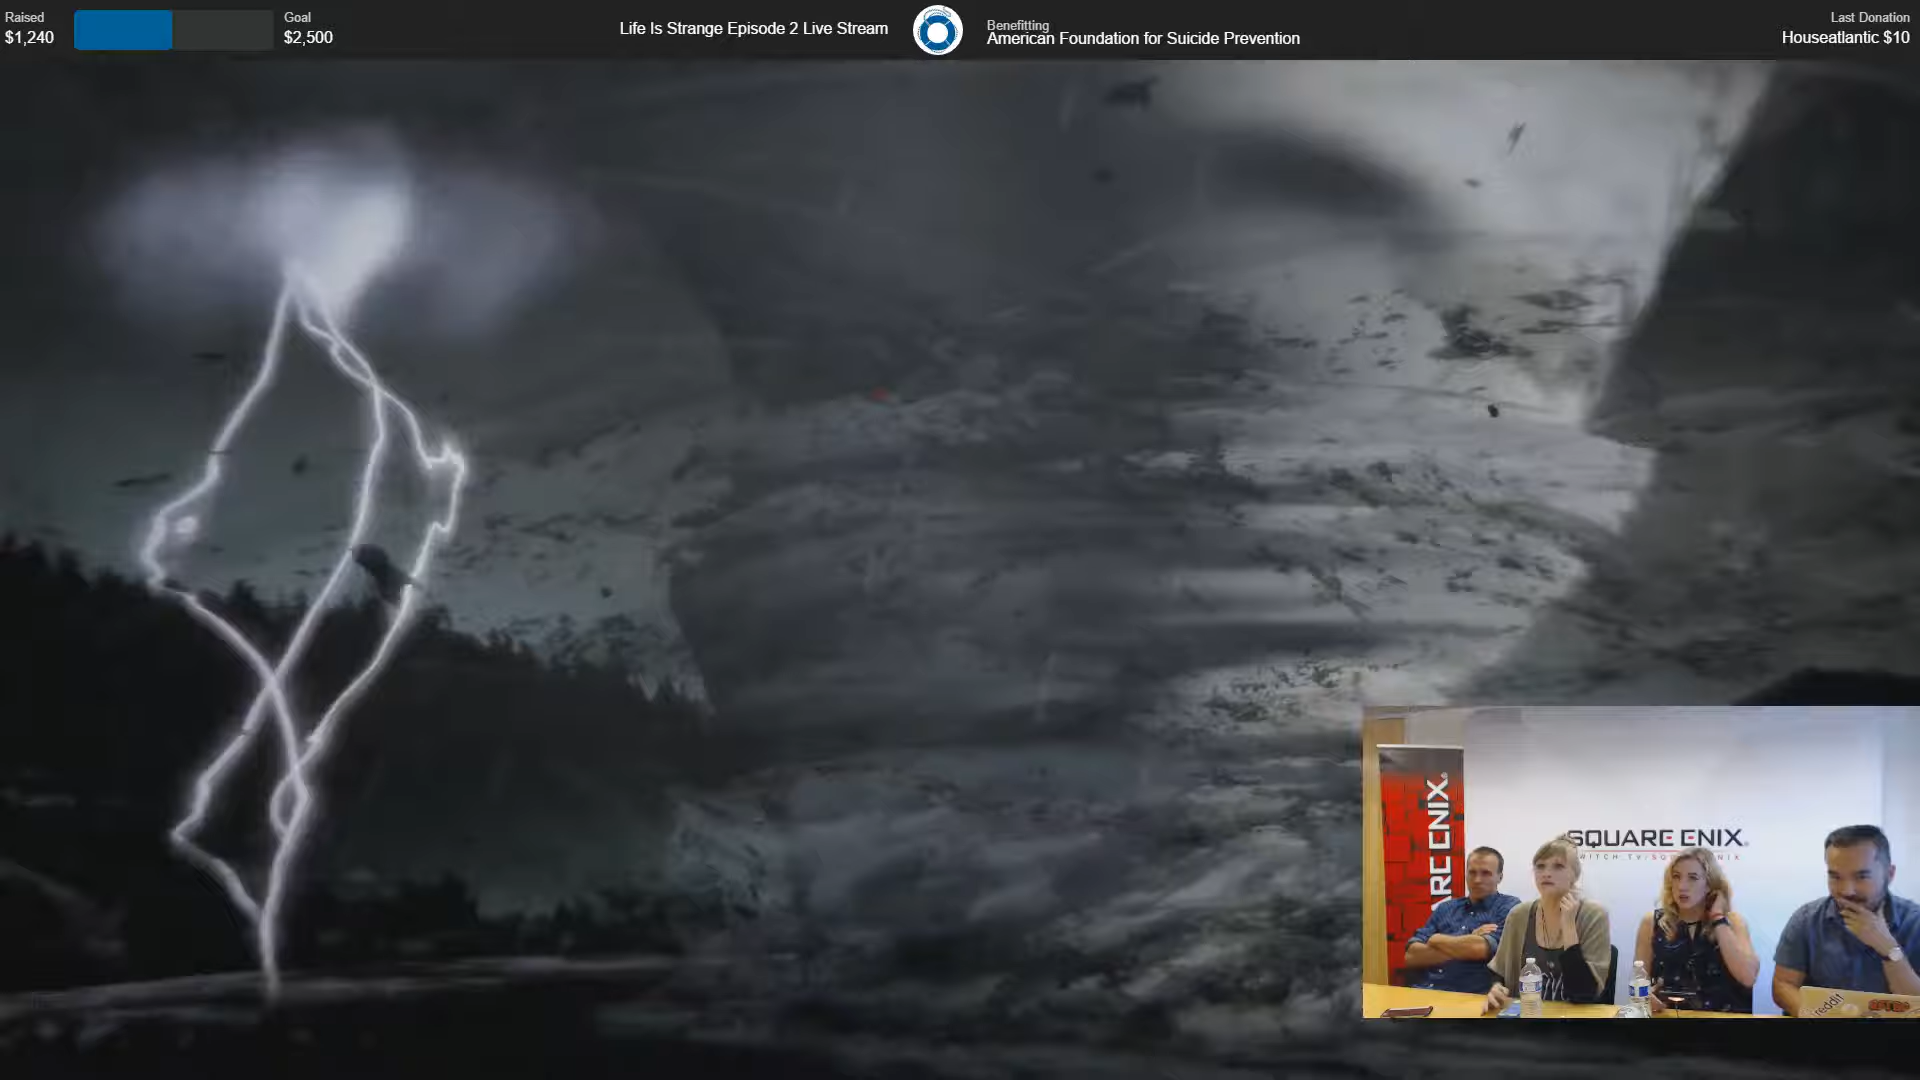 Raised
$1,240
Goal
$2,500
Life Is Strange Episode 2 Live Stream
Benefitting
American Foundation for Suicide Prevention
Last Donation
Houseatlantic $10
SQUARE ENIX
reddit